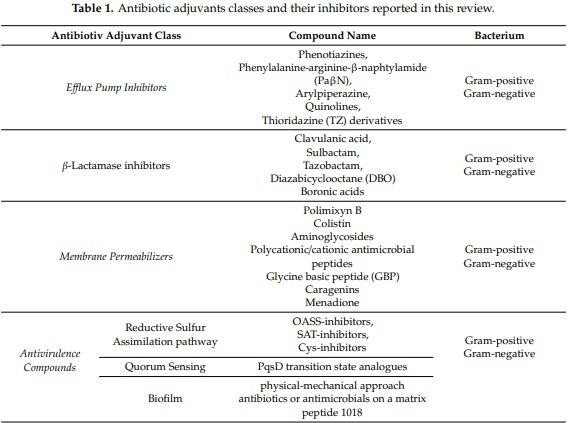 Table 1. Antibiotic adjuvants classes and their inhibitors reported in this review.
Antibiotiv Adjuvant Class
Compound Name
Bacterium
Efflux Pump Inhibitors
Phenotiazines,
Phenylalanine-arginine-β-naphtylamide
(PaβN),
Arylpiperazine,
Quinolines,
Thioridazine (TZ) derivatives
Gram-positive
Gram-negative
β-Lactamase inhibitors
Clavulanic acid,
Sulbactam,
Tazobactam,
Diazabicyclooctane (DBO)
Boronic acids
Gram-positive
Gram-negative
Membrane Permeabilizers
Polimixyn B
Colistin
Aminoglycosides
Polycationic/cationic antimicrobial
peptides
Glycine basic peptide (GBP)
Caragenins
Menadione
Gram-positive
Gram-negative
Antivirulence
Compounds
Reductive Sulfur
Assimilation pathway
OASS-inhibitors,
SAT-inhibitors,
Cys-inhibitors
Gram-positive
Gram-negative
Quorum Sensing
PqsD transition state analogues
Biofilm
physical-mechanical approach
antibiotics or antimicrobials on a matrix
peptide 1018